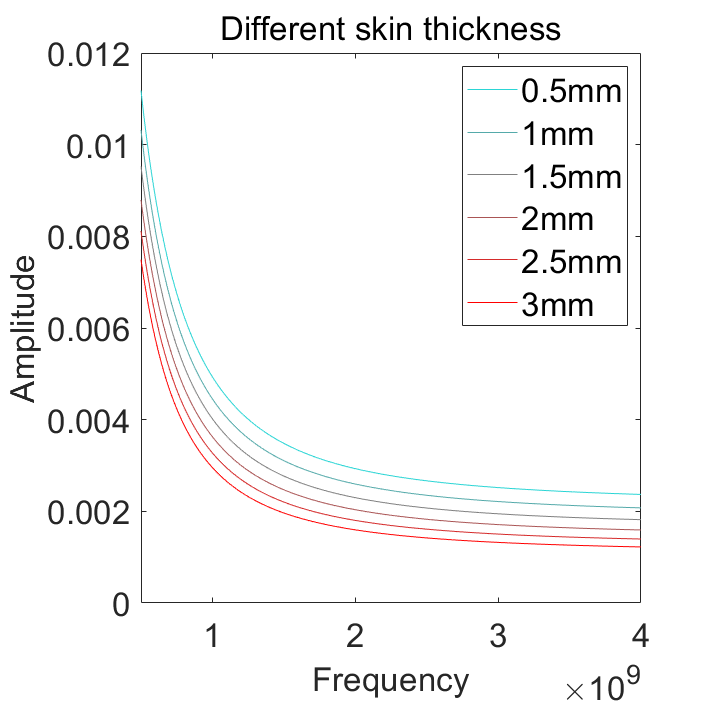 Different skin thickness
0.012
0.01
0.008
0.006
0.004
0.002
0
Amplitude
0.5mm
1mm
1.5mm
2mm
2.5mm
3mm
1 2 3 4
Frequency
×10⁹